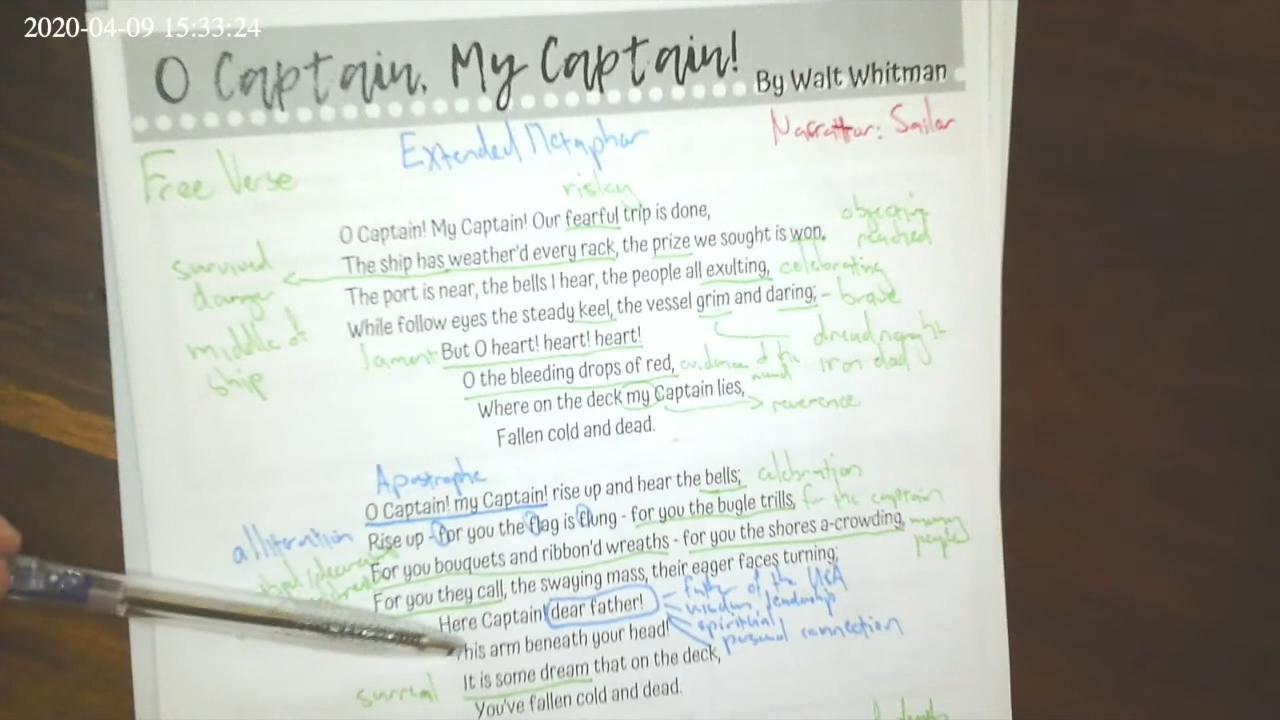 2020-04-09 15:33:24
O Captain, My Captain!
By Walt Whitman
Narrator: Sailor
Extended Metaphor
Free Verse
risky
O Captain! My Captain! Our fearful trip is done,
The ship has weather'd every rack, the prize we sought is won,
objective reached
survived danger
The port is near, the bells I hear, the people all exulting, celebrating
While follow eyes the steady keel, the vessel grim and daring; - brave
middle of ship
dreadnought iron clad
lament But O heart! heart! heart!
O the bleeding drops of red, evidence of the wound
Where on the deck my Captain lies,
reverence
Fallen cold and dead.
Apostrophe
O Captain! my Captain! rise up and hear the bells; celebration
alliteration Rise up - for you the flag is flung - for you the bugle trills, for the captain
For you bouquets and ribbon'd wreaths - for you the shores a-crowding, many people
For you they call, the swaying mass, their eager faces turning;
Here Captain! dear father! father of the USA
wisdom, leadership
spiritual
personal connection
This arm beneath your head!
It is some dream that on the deck,
surreal
You've fallen cold and dead.